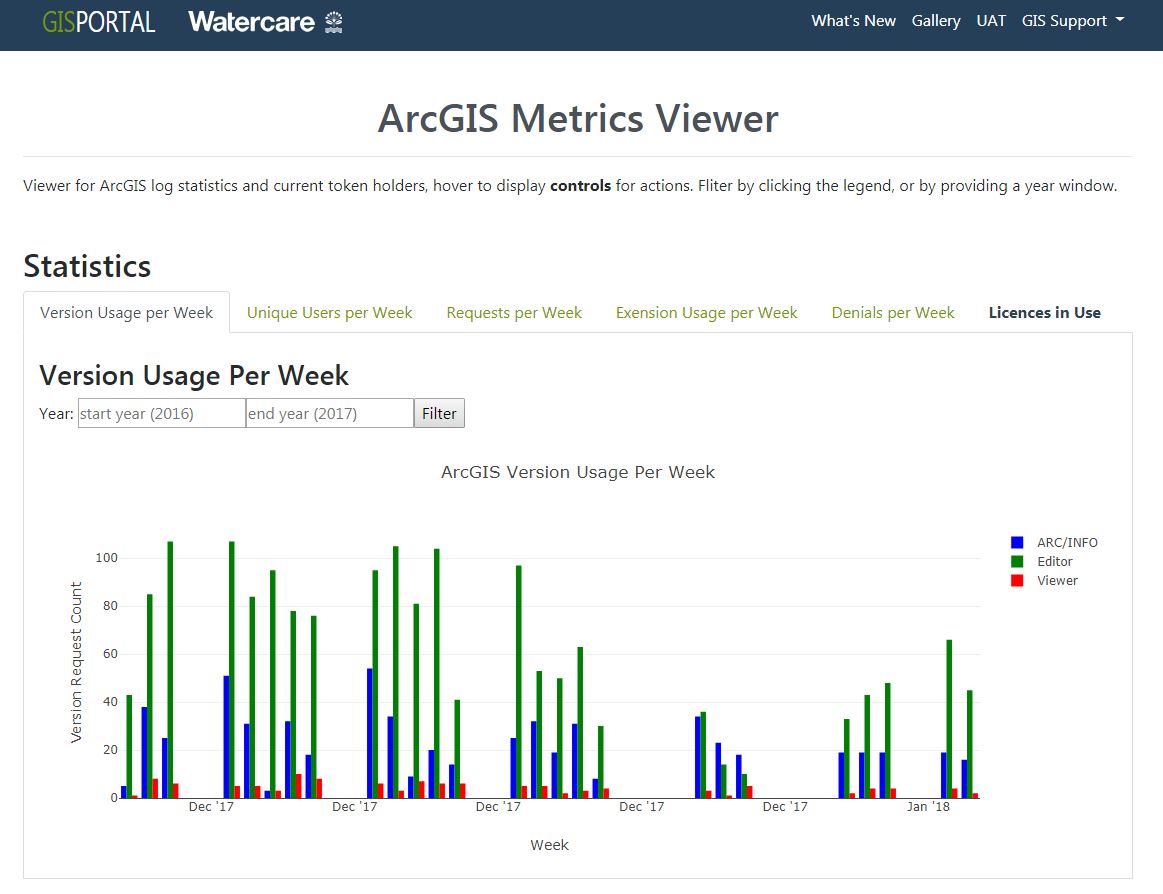 GISPORTAL Watercare What's New Gallery UAT GIS Support
ArcGIS Metrics Viewer
Viewer for ArcGIS log statistics and current token holders, hover to display controls for actions. Fliter by clicking the legend, or by providing a year window.
Statistics
Version Usage per Week Unique Users per Week Requests per Week Exension Usage per Week Denials per Week Licences in Use
Version Usage Per Week
Year: start year (2016) end year (2017) Filter
ArcGIS Version Usage Per Week
ARC/INFO
Editor
Viewer
Version Request Count
100
80
60
40
20
0
Dec '17 Dec '17 Dec '17 Dec '17 Dec '17 Jan '18
Week